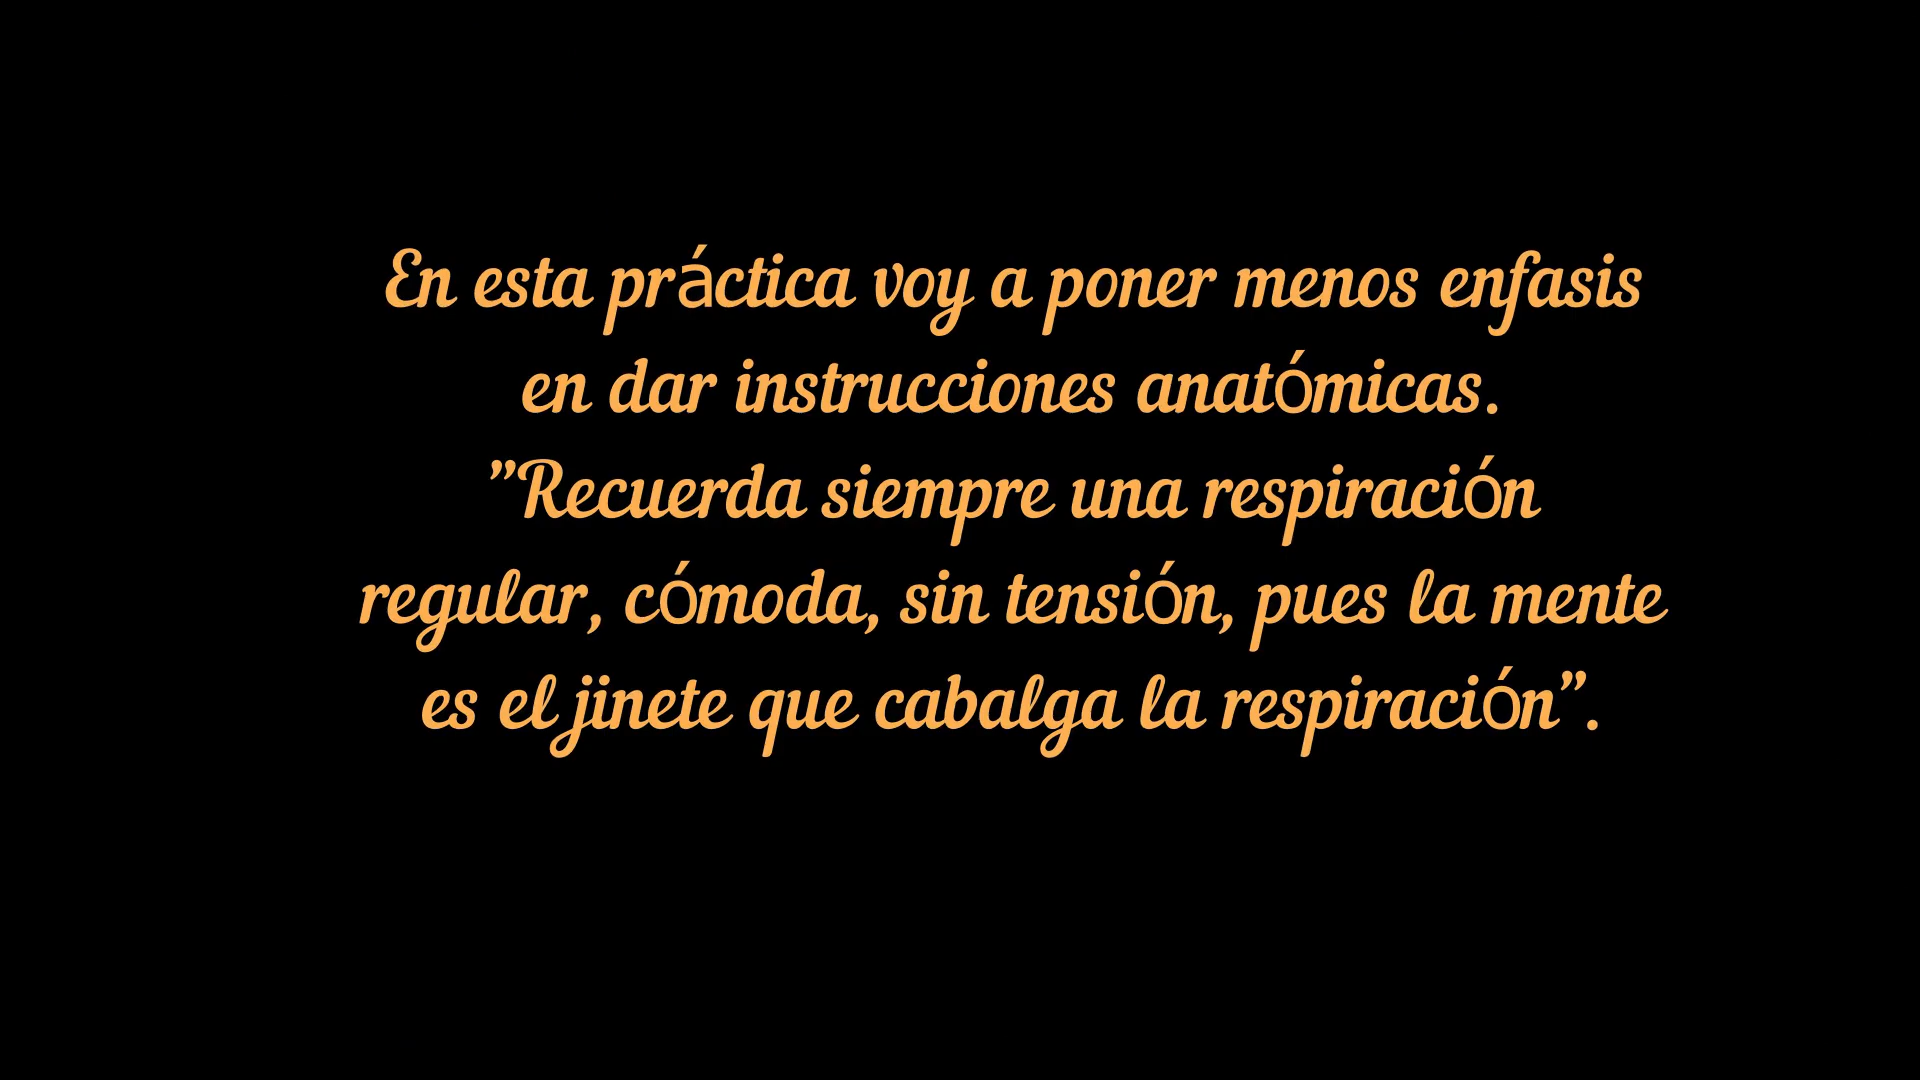 En esta práctica voy a poner menos enfasis
en dar instrucciones anatómicas.
”Recuerda siempre una respiración
regular, cómoda, sin tensión, pues la mente
es el jinete que cabalga la respiración”.